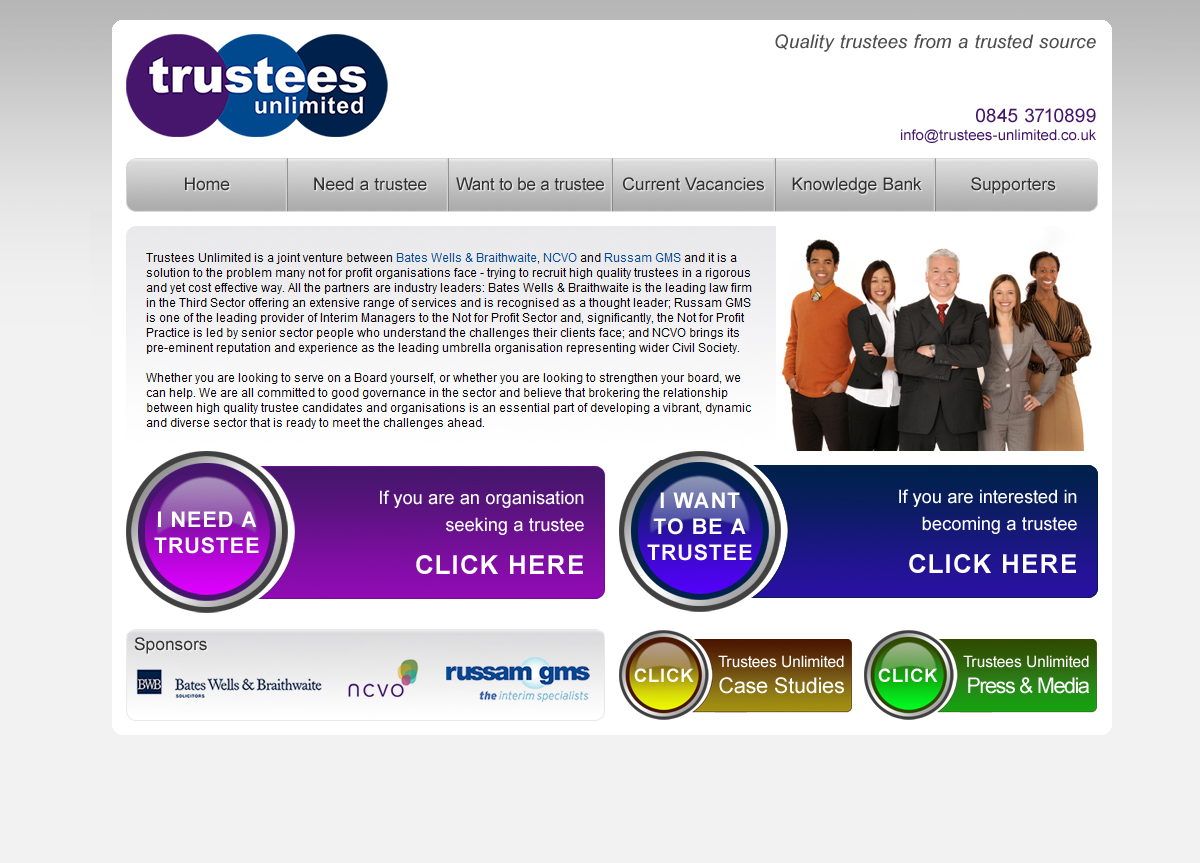 trustees
unlimited
Quality trustees from a trusted source
0845 3710899
info@trustees-unlimited.co.uk
Home
Need a trustee
Want to be a trustee
Current Vacancies
Knowledge Bank
Supporters
Trustees Unlimited is a joint venture between Bates Wells & Braithwaite, NCVO and Russam GMS and it is a
solution to the problem many not for profit organisations face - trying to recruit high quality trustees in a rigorous
and yet cost effective way. All the partners are industry leaders: Bates Wells & Braithwaite is the leading law firm
in the Third Sector offering an extensive range of services and is recognised as a thought leader; Russam GMS
is one of the leading provider of Interim Managers to the Not for Profit Sector and, significantly, the Not for Profit
Practice is led by senior sector people who understand the challenges their clients face; and NCVO brings its
pre-eminent reputation and experience as the leading umbrella organisation representing wider Civil Society.
Whether you are looking to serve on a Board yourself, or whether you are looking to strengthen your board, we
can help. We are all committed to good governance in the sector and believe that brokering the relationship
between high quality trustee candidates and organisations is an essential part of developing a vibrant, dynamic
and diverse sector that is ready to meet the challenges ahead.
I NEED A
TRUSTEE
If you are an organisation
seeking a trustee
CLICK HERE
I WANT
TO BE A
TRUSTEE
If you are interested in
becoming a trustee
CLICK HERE
Sponsors
BWB
Bates Wells & Braithwaite
SOLICITORS
ncvo
russam gms
the interim specialists
CLICK
Trustees Unlimited
Case Studies
CLICK
Trustees Unlimited
Press & Media